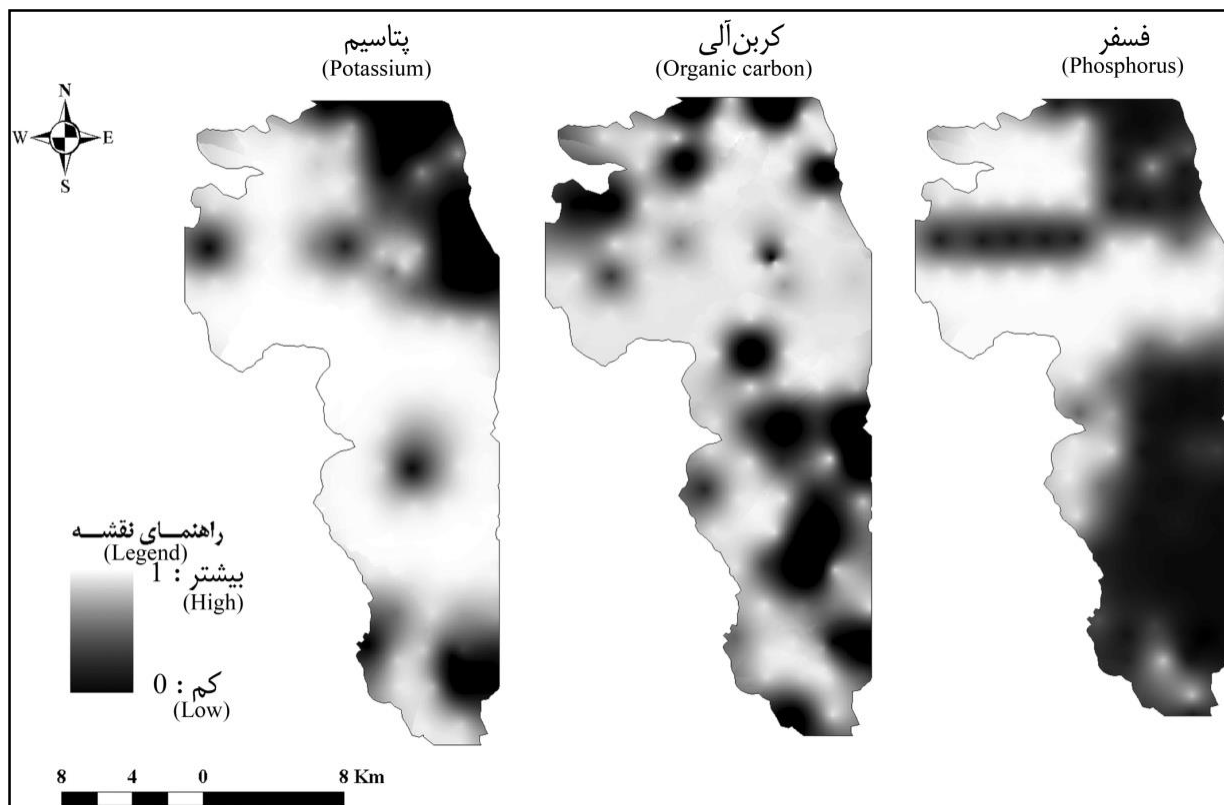 پتاسیم
(Potassium)
کربن‌آلی
(Organic carbon)
فسفر
(Phosphorus)
N
W E
S
راهنمـــای نقشـــه
(Legend)
بیشتر : 1
(High)
کم : 0
(Low)
8 4 0 8 Km